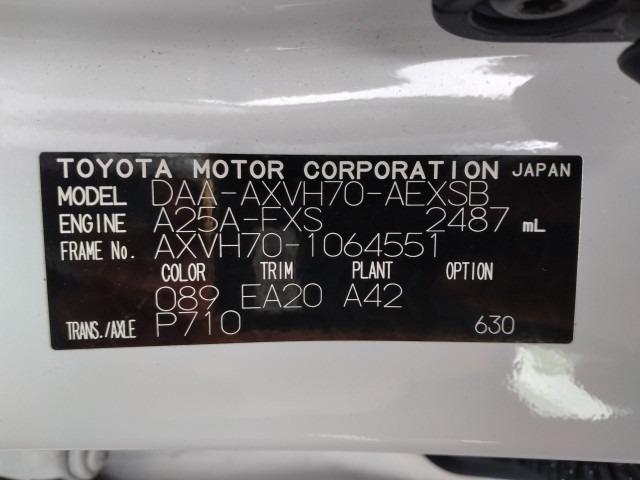 TOYOTA MOTOR CORPORATION JAPAN
MODEL DAA-AXVH70-AEXSB
ENGINE A25A-FXS 2487 mL
FRAME No. AXVH70-1064551
COLOR TRIM PLANT OPTION
089 EA20 A42
TRANS./AXLE P710 630